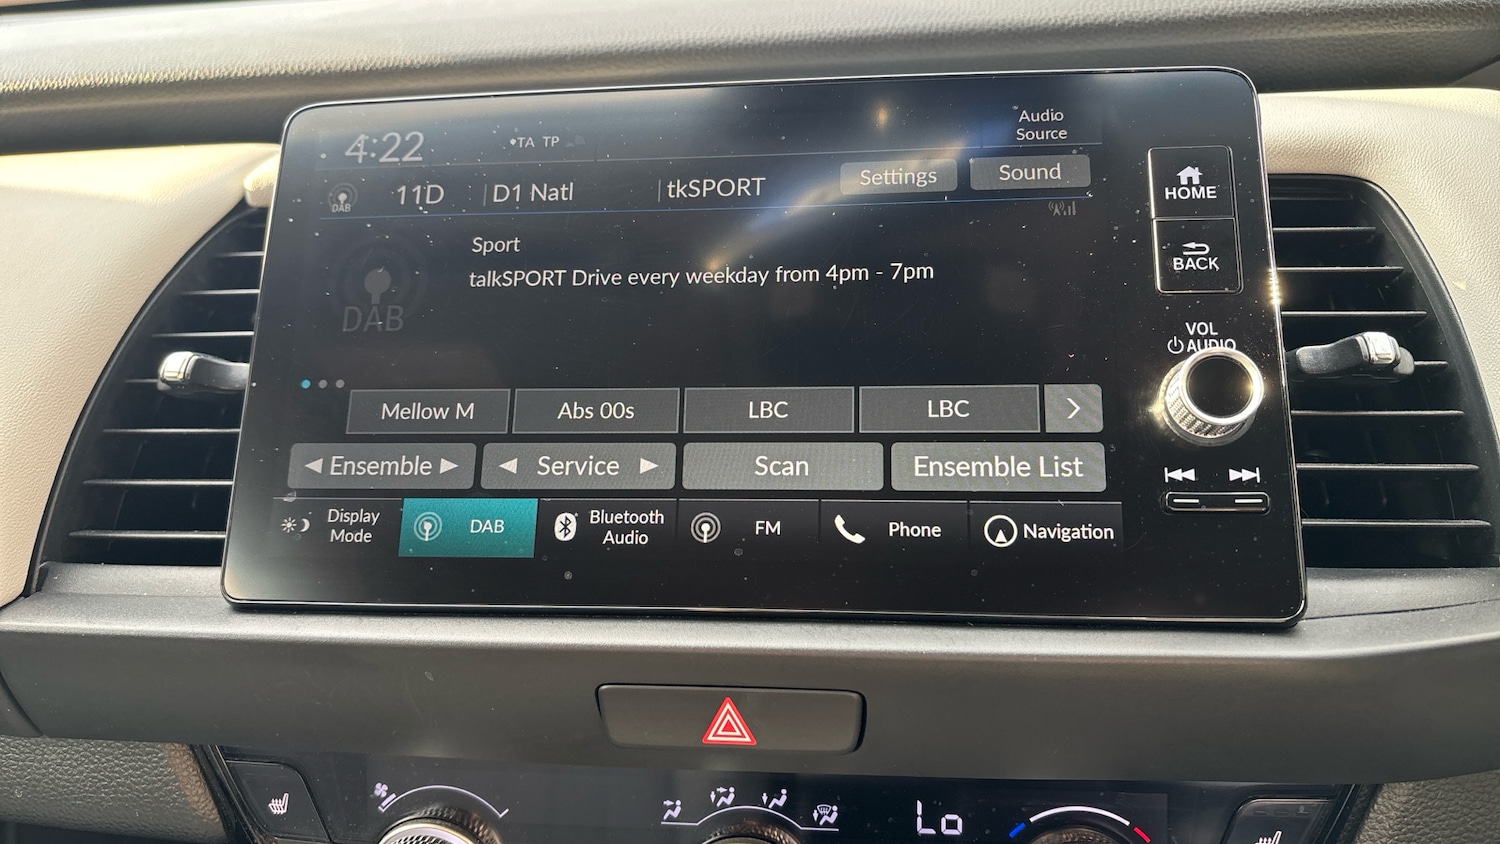 4:22
TA TP
Audio
Source
DAB
11D
D1 Natl
tkSPORT
Settings
Sound
Sport
talkSPORT Drive every weekday from 4pm - 7pm
DAB
Mellow M
Abs 00s
LBC
LBC
Ensemble
Service
Scan
Ensemble List
Display
Mode
DAB
Bluetooth
Audio
FM
Phone
Navigation
HOME
BACK
VOL
AUDIO
Lo